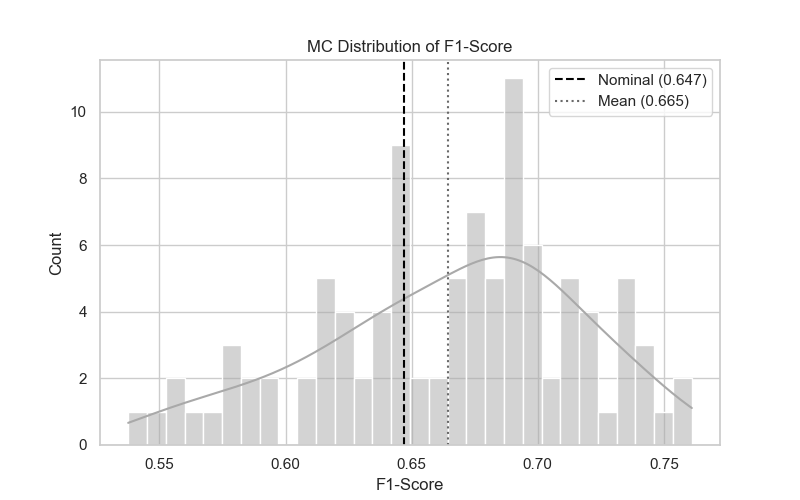 MC Distribution of F1-Score
Nominal (0.647)
Mean (0.665)
Count
10
8
6
4
2
0
0.55 0.60 0.65 0.70 0.75
F1-Score